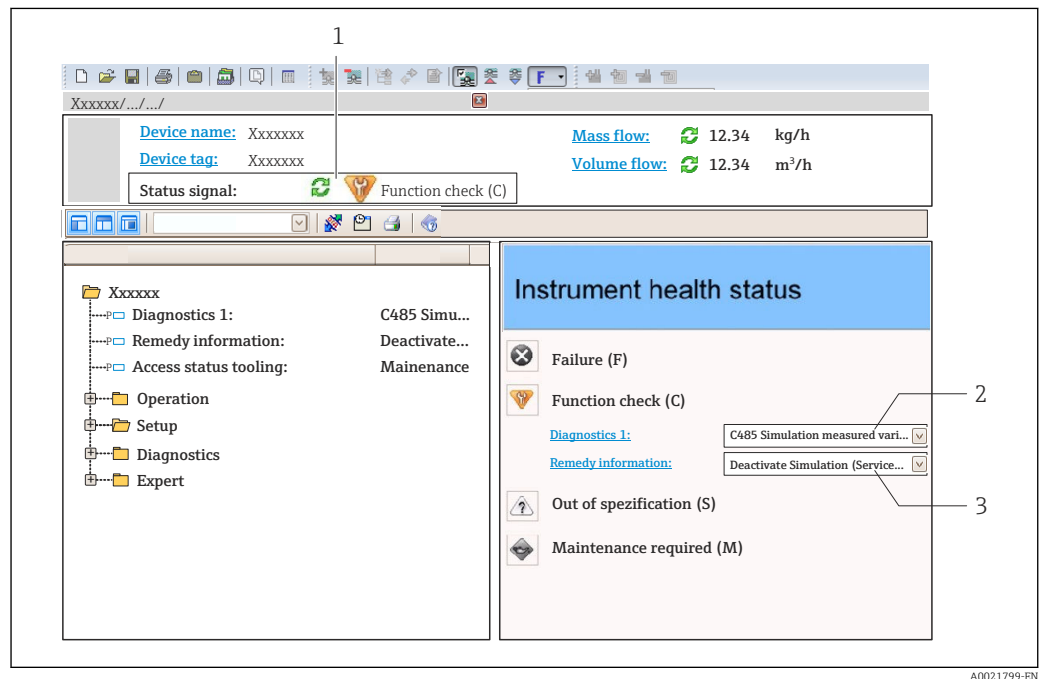 1
F
Xxxxxx/.../.../
Device name: Xxxxxxx
Mass flow: 12.34 kg/h
Device tag: Xxxxxxx
Volume flow: 12.34 m³/h
Status signal: Function check (C)
Xxxxxx
Diagnostics 1: C485 Simu...
Remedy information: Deactivate...
Access status tooling: Mainenance
Operation
Setup
Diagnostics
Expert
Instrument health status
Failure (F)
Function check (C)
2
Diagnostics 1: C485 Simulation measured vari...
Remedy information: Deactivate Simulation (Service...
Out of spezification (S)
3
Maintenance required (M)
A0021799-EN